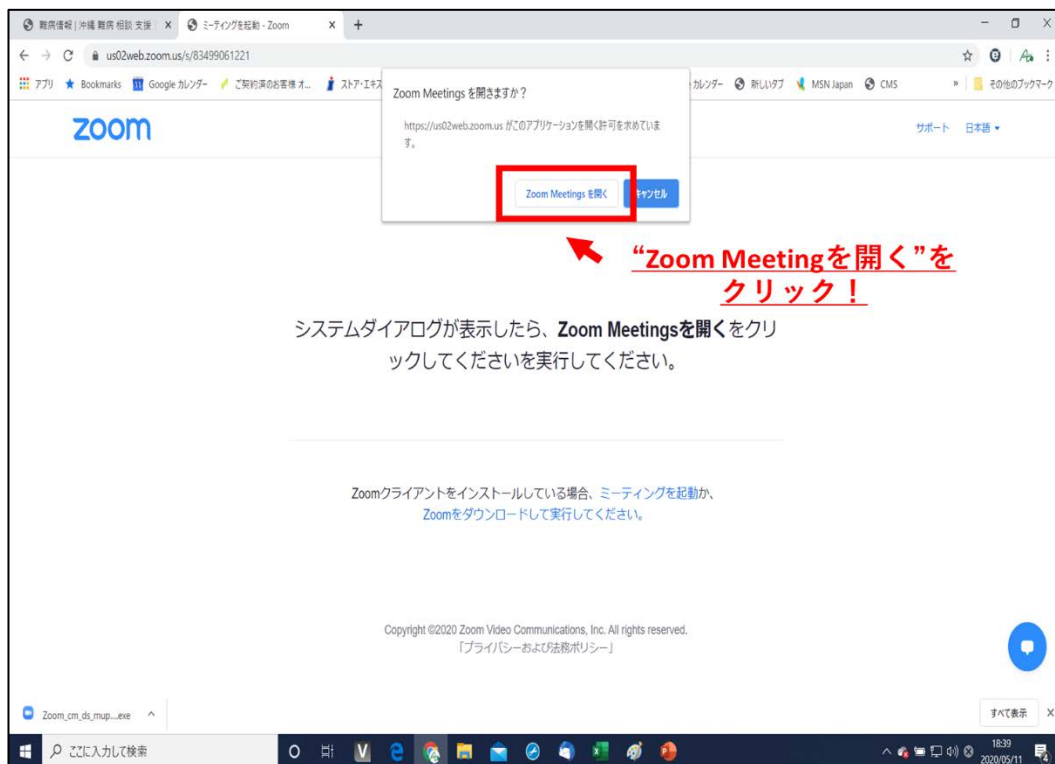 難病情報 | 沖縄 難病 相談 支援
ミーティングを起動 - Zoom
us02web.zoom.us/s/83499061221
アプリ
Bookmarks
Google カレンダー
ご契約済のお客様 オ...
ストア・エキス
カレンダー
新しいタブ
MSN Japan
CMS
»
その他のブックマーク
Zoom Meetings を開きますか？
https://us02web.zoom.us がこのアプリケーションを開く許可を求めていま
す。
Zoom Meetings を開く
キャンセル
zoom
サポート
日本語
“Zoom Meetingを開く”を
クリック！
システムダイアログが表示したら、Zoom Meetingsを開くをクリ
ックしてくださいを実行してください。
Zoomクライアントをインストールしている場合、ミーティングを起動か、
Zoomをダウンロードして実行してください。
Copyright ©2020 Zoom Video Communications, Inc. All rights reserved.
「プライバシーおよび法務ポリシー」
Zoom_cm_ds_mup....exe
すべて表示
ここに入力して検索
18:39
2020/05/11